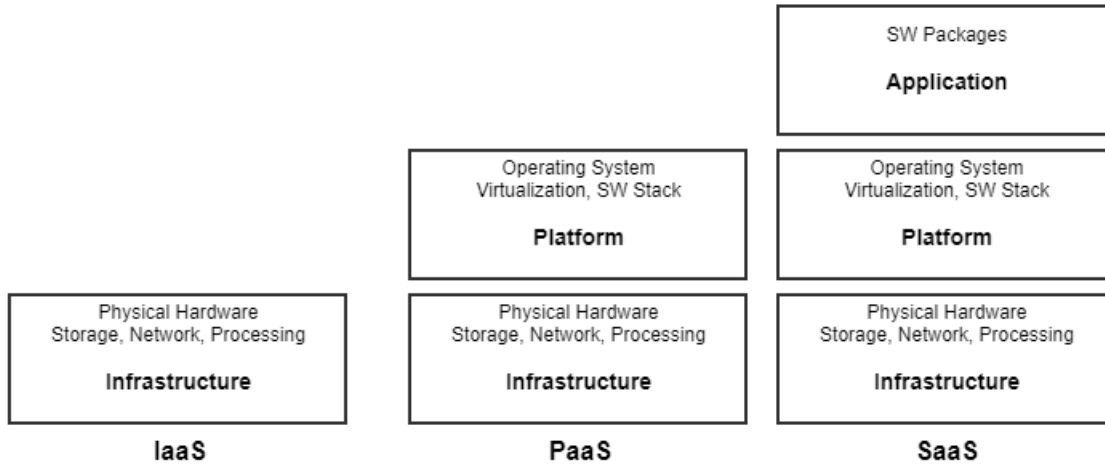 SW Packages
Application
Operating System
Virtualization, SW Stack
Platform
Operating System
Virtualization, SW Stack
Platform
Physical Hardware
Storage, Network, Processing
Infrastructure
Physical Hardware
Storage, Network, Processing
Infrastructure
Physical Hardware
Storage, Network, Processing
Infrastructure
IaaS
PaaS
SaaS